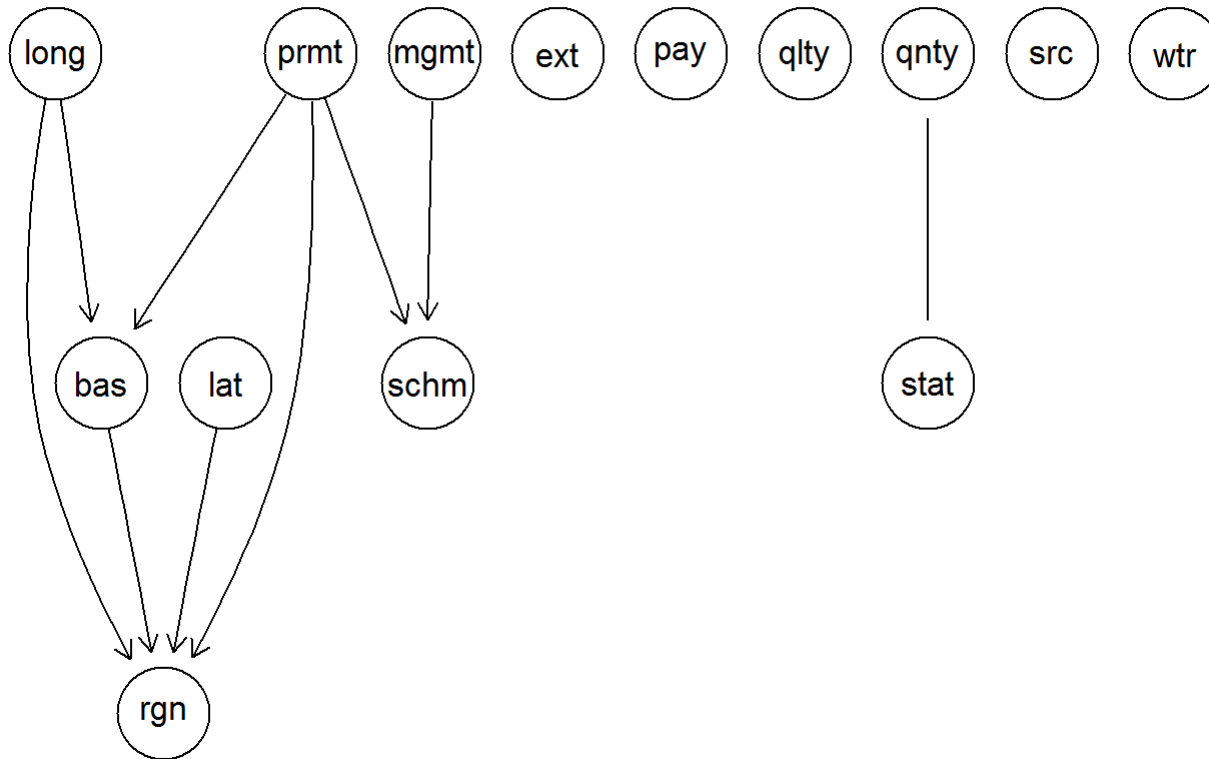 long prmt mgmt ext pay qlty qnty src wtr
bas lat schm stat
rgn